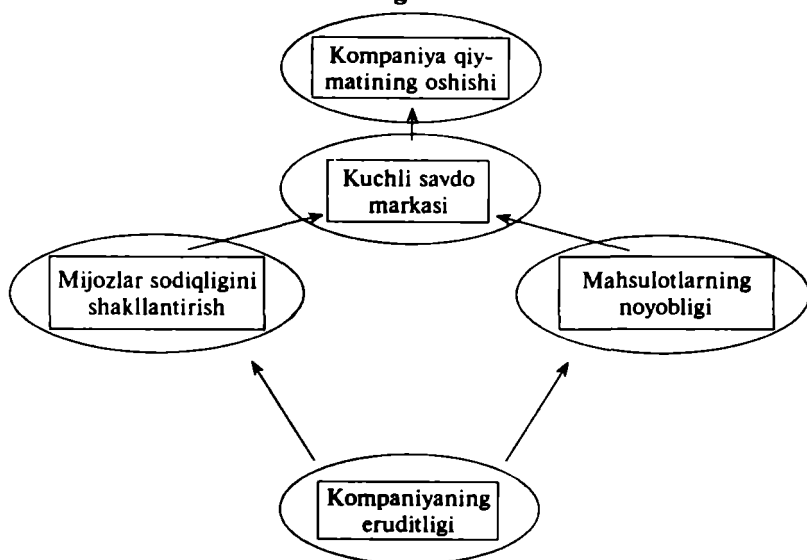 Kompaniya qiy-
matining oshishi
Kuchli savdo
markasi
Mijozlar sodiqligini
shakllantirish
Mahsulotlarning
noyobligi
Kompaniyaning
eruditligi